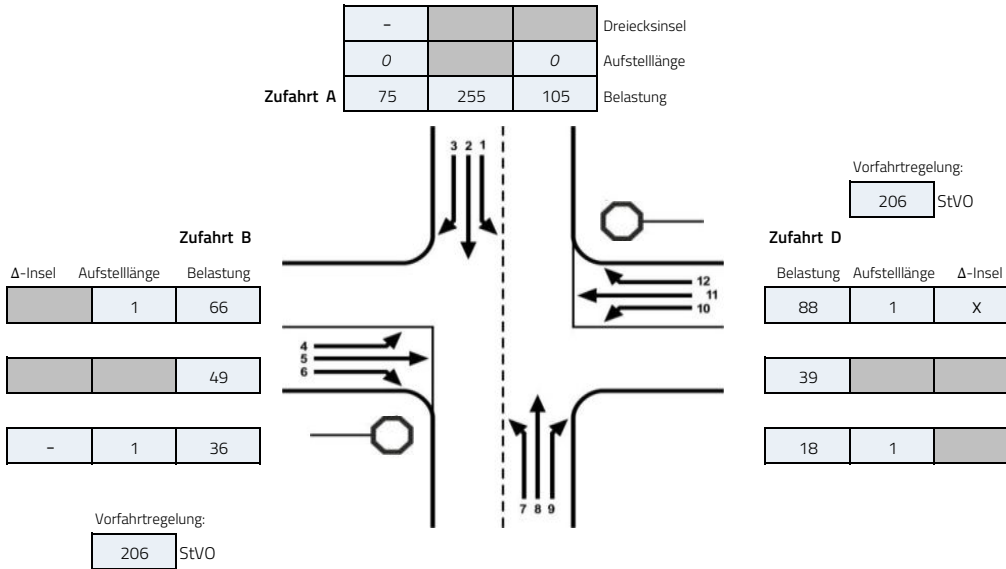 - Dreiecksinsel
0 0 Aufstelllänge
Zufahrt A 75 255 105 Belastung
3 2 1
Vorfahrtregelung:
206 StVO
Zufahrt B
Δ-Insel Aufstelllänge Belastung
1 66
49
- 1 36
Zufahrt D
Belastung Aufstelllänge Δ-Insel
88 1 X
39
18 1
12
11
10
4
5
6
7 8 9
Vorfahrtregelung:
206 StVO